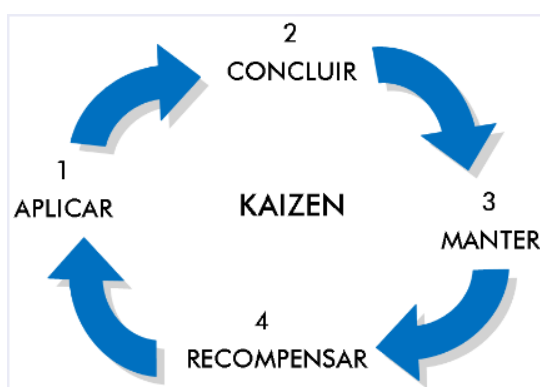 1
APLICAR
2
CONCLUIR
3
MANTER
4
RECOMPENSAR
KAIZEN